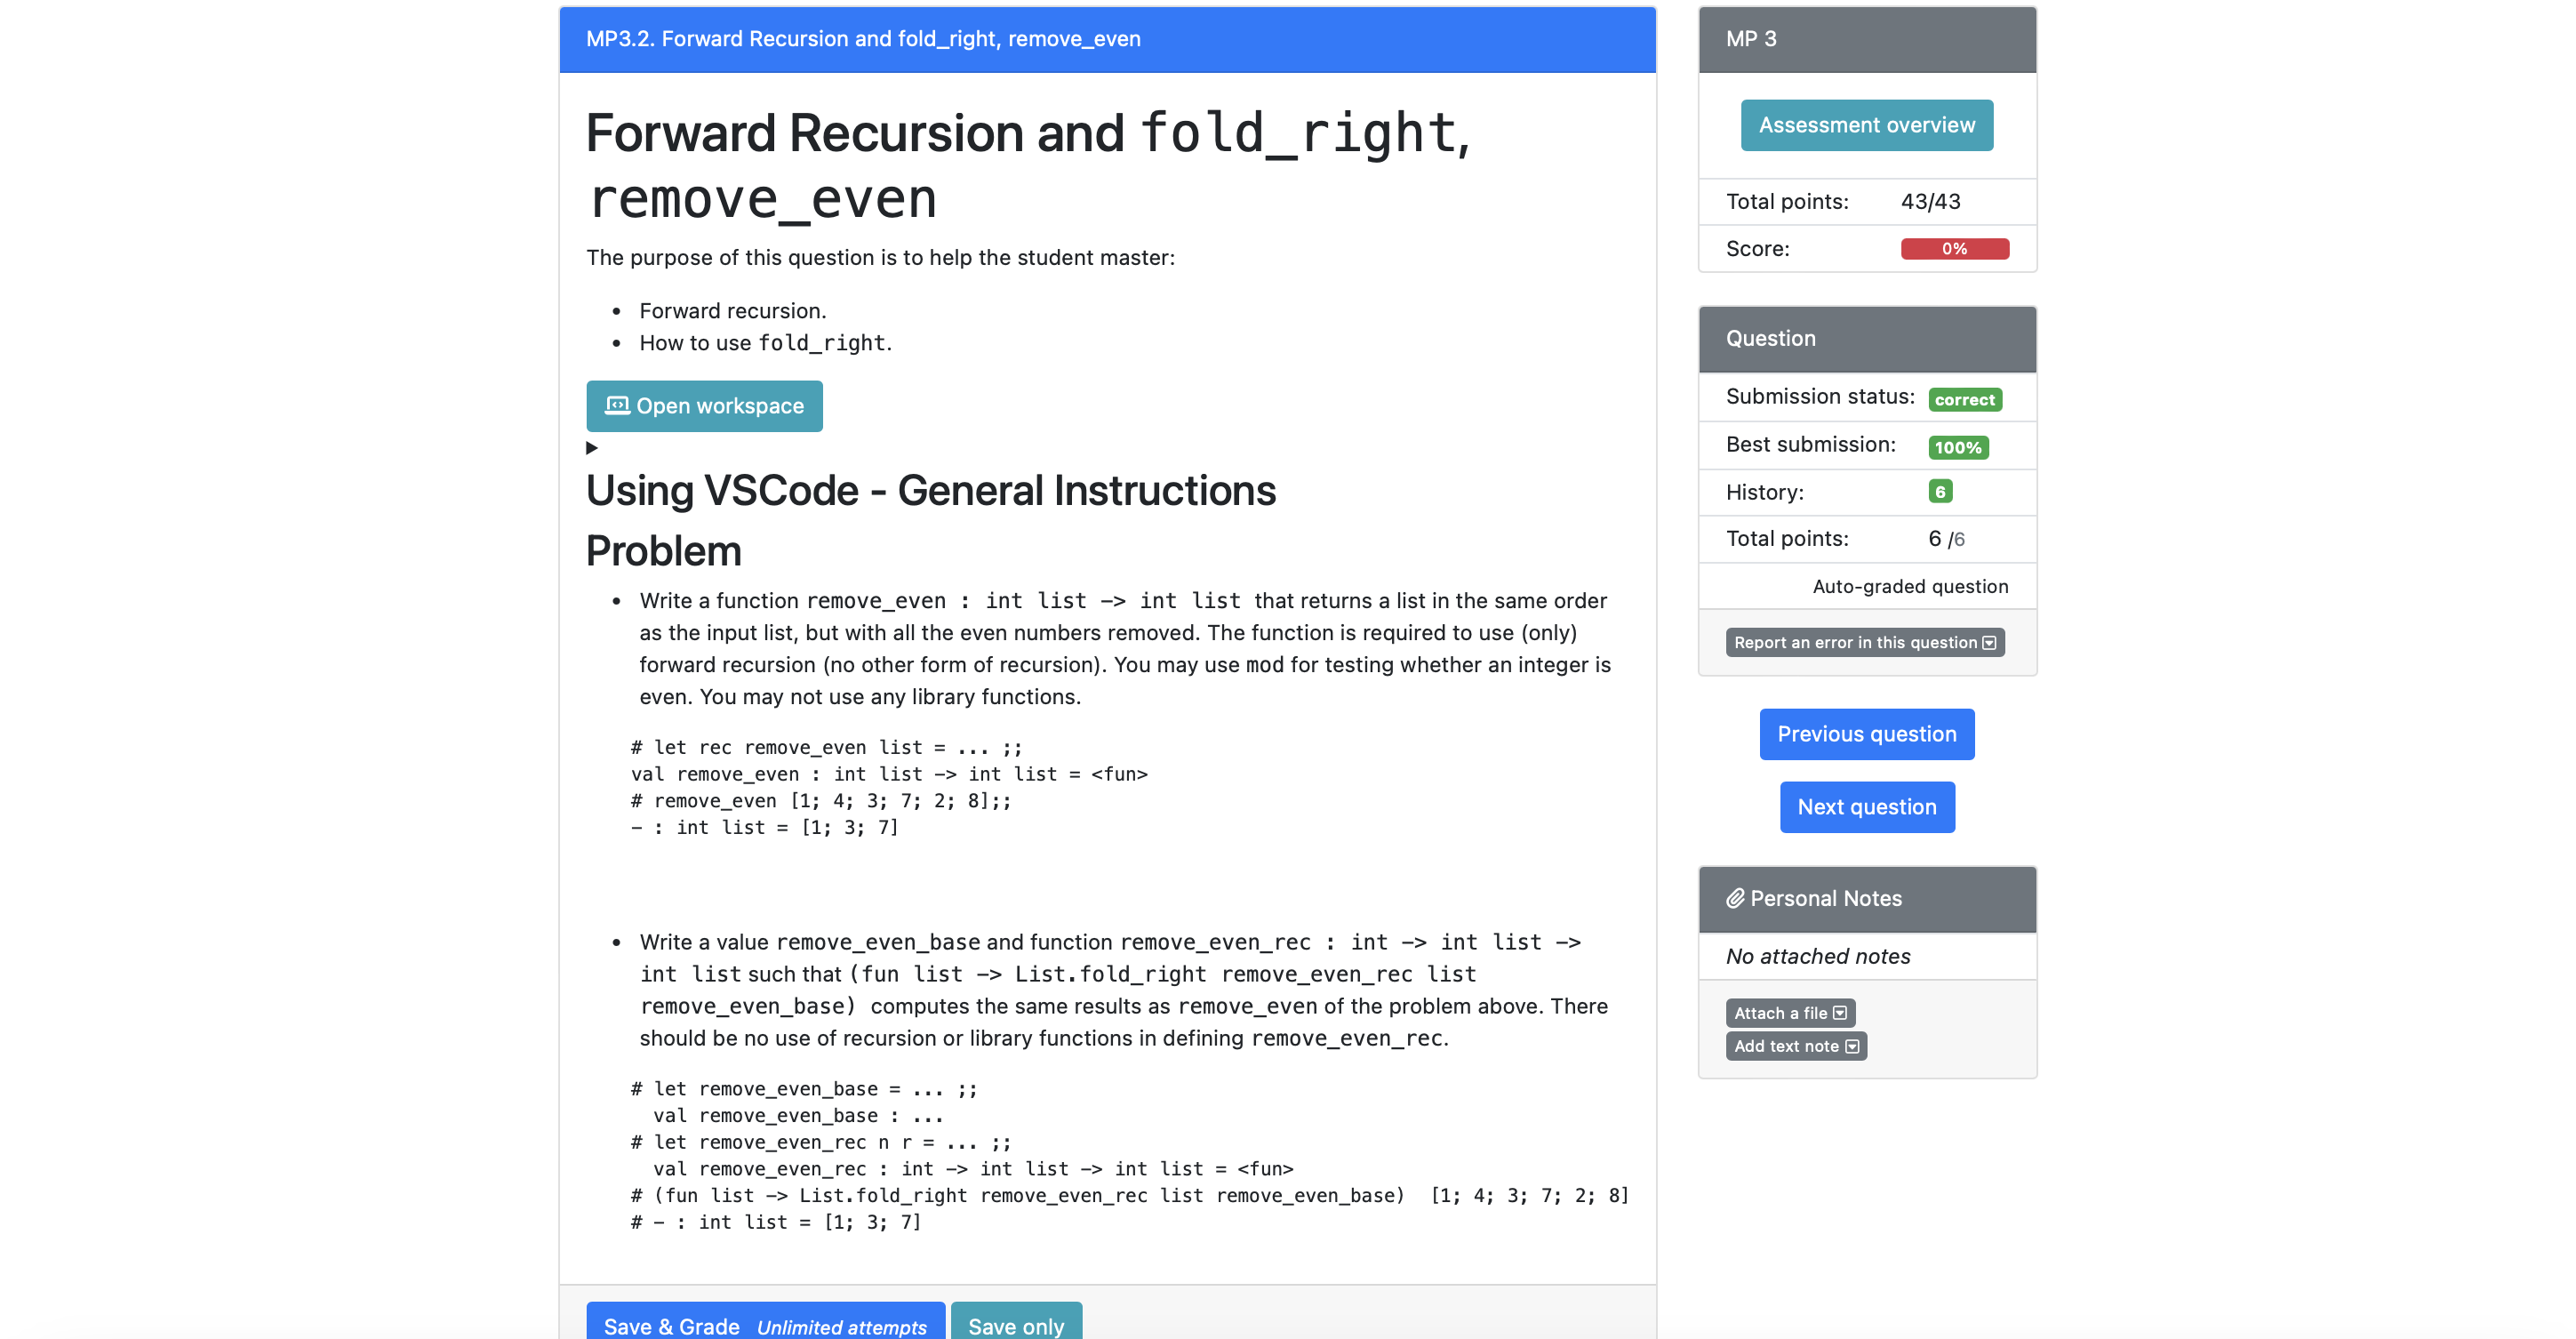 MP3.2. Forward Recursion and fold_right, remove_even
Forward Recursion and fold_right,
remove_even
The purpose of this question is to help the student master:
• Forward recursion.
• How to use fold_right.
Open workspace
Using VSCode - General Instructions
Problem
• Write a function remove_even : int list -> int list that returns a list in the same order
as the input list, but with all the even numbers removed. The function is required to use (only)
forward recursion (no other form of recursion). You may use mod for testing whether an integer is
even. You may not use any library functions.
# let rec remove_even list = ... ;;
val remove_even : int list -> int list = <fun>
# remove_even [1; 4; 3; 7; 2; 8];;
- : int list = [1; 3; 7]
• Write a value remove_even_base and function remove_even_rec : int -> int list ->
int list such that (fun list -> List.fold_right remove_even_rec list
remove_even_base) computes the same results as remove_even of the problem above. There
should be no use of recursion or library functions in defining remove_even_rec.
# let remove_even_base = ... ;;
val remove_even_base : ...
# let remove_even_rec n r = ... ;;
val remove_even_rec : int -> int list -> int list = <fun>
# (fun list -> List.fold_right remove_even_rec list remove_even_base) [1; 4; 3; 7; 2; 8]
# - : int list = [1; 3; 7]
Save & Grade Unlimited attempts Save only
MP 3
Assessment overview
Total points: 43/43
Score: 0%
Question
Submission status: correct
Best submission: 100%
History: 6
Total points: 6 /6
Auto-graded question
Report an error in this question
Previous question
Next question
Personal Notes
No attached notes
Attach a file
Add text note